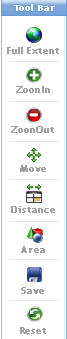 Tool Bar
Full Extent
ZoonIn
ZoonOut
Move
Distance
Area
Save
Reset